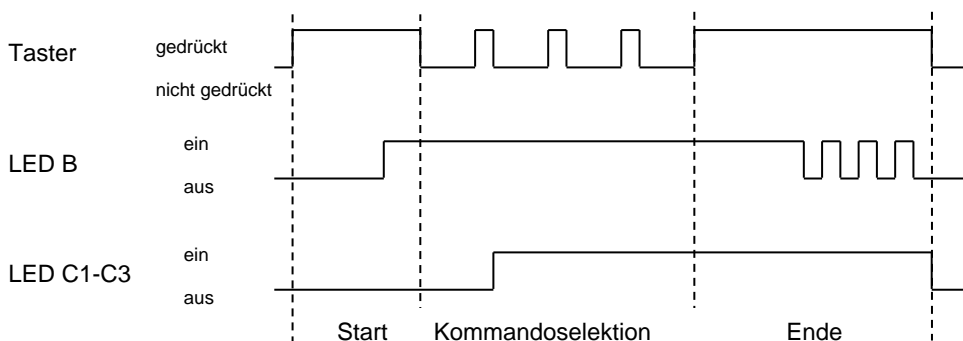 Taster
gedrückt
nicht gedrückt
LED B
ein
aus
LED C1-C3
ein
aus
Start
Kommandoselektion
Ende